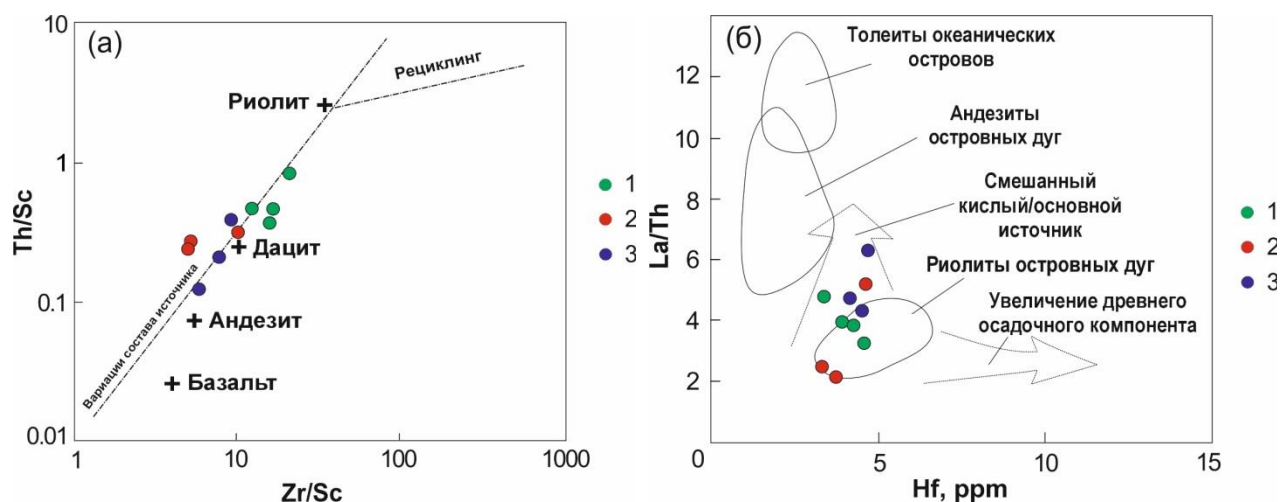 (а)
10
1
0.1
0.01
Th/Sc
1
10
100
1000
Zr/Sc
Рециклинг
Риолит
Дацит
Андезит
Базальт
Вариации состава источника
1
2
3
(б)
12
10
8
6
4
2
La/Th
0
5
10
15
Hf, ppm
Толеиты океанических
островов
Андезиты
островных дуг
Смешанный
кислый/основной
источник
Риолиты островных дуг
Увеличение древнего
осадочного компонента
1
2
3